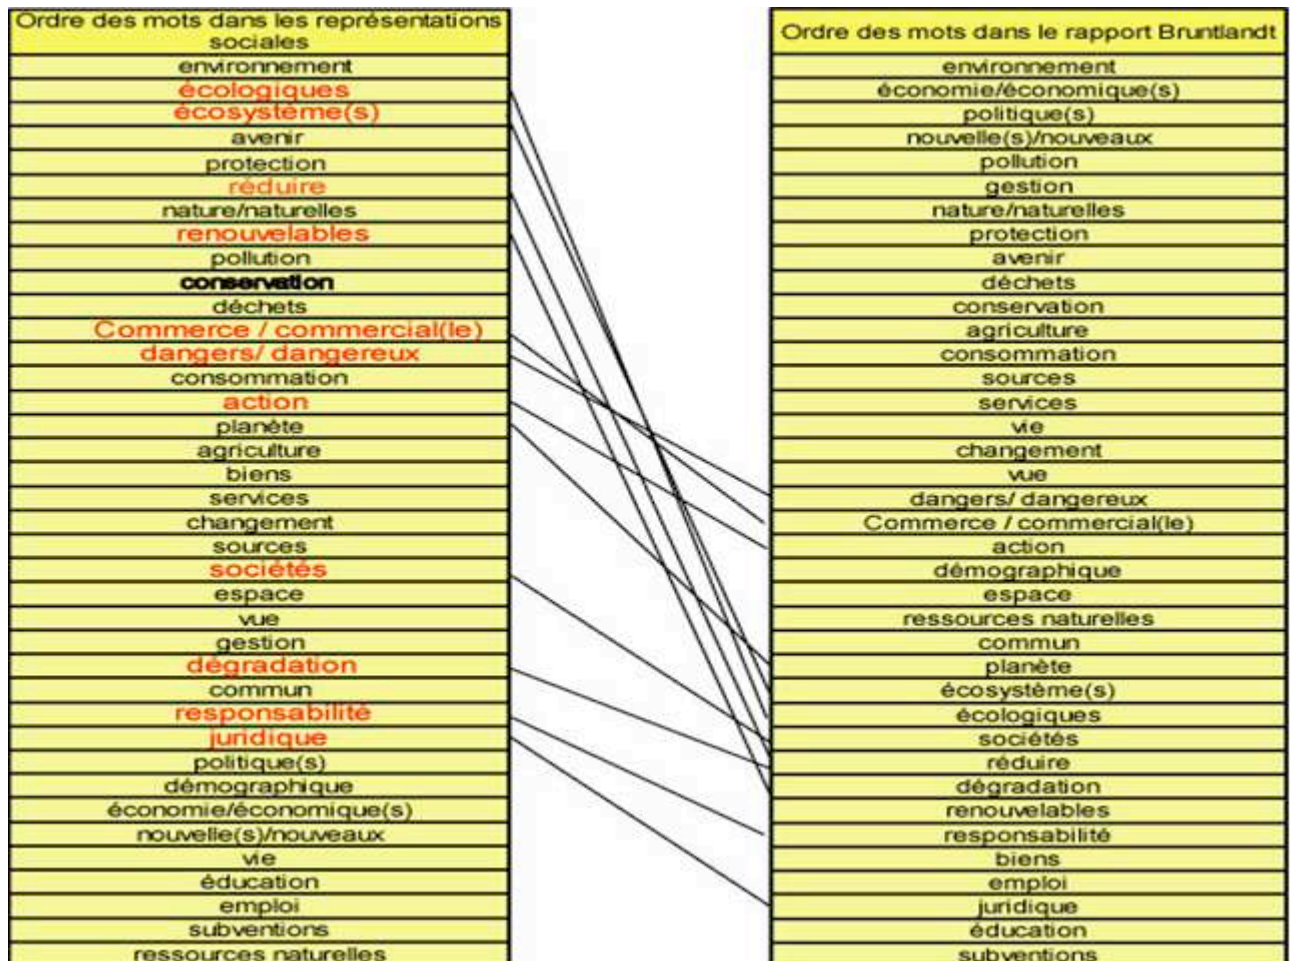 Ordre des mots dans les représentations
sociales
environnement
écologiques
écosystème(s)
avenir
protection
réduire
nature/naturelles
renouvelables
pollution
conservation
déchets
Commerce / commercial(le)
dangers/ dangereux
consommation
action
planète
agriculture
biens
services
changement
sources
sociétés
espace
vue
gestion
dégradation
commun
responsabilité
juridique
politique(s)
démographique
économie/économique(s)
nouvelle(s)/nouveaux
vie
éducation
emploi
subventions
ressources naturelles
Ordre des mots dans le rapport Bruntlandt
environnement
économie/économique(s)
politique(s)
nouvelle(s)/nouveaux
pollution
gestion
nature/naturelles
protection
avenir
déchets
conservation
agriculture
consommation
sources
services
vie
changement
vue
dangers/ dangereux
Commerce / commercial(le)
action
démographique
espace
ressources naturelles
commun
planète
écosystème(s)
écologiques
sociétés
réduire
dégradation
renouvelables
responsabilité
biens
emploi
juridique
éducation
subventions